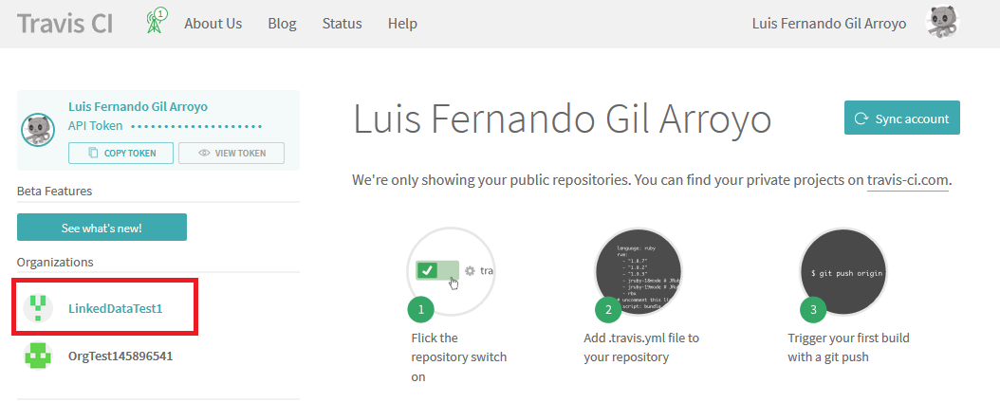 Travis CI
1
About Us
Blog
Status
Help
Luis Fernando Gil Arroyo
Luis Fernando Gil Arroyo
API Token
COPY TOKEN
VIEW TOKEN
Beta Features
See what's new!
Organizations
LinkedDataTest1
OrgTest145896541
Luis Fernando Gil Arroyo
Sync account
We're only showing your public repositories. You can find your private projects on travis-ci.com.
tra
1
Flick the
repository switch
on
language: ruby
rvm:
- "1.8.7"
- "1.9.2"
- "1.9.3"
- jruby-18mode # JRu
- jruby-19mode # JRub
- rbx
# uncomment this li
script: bundle
2
Add .travis.yml file to
your repository
$ git push origin
3
Trigger your first build
with a git push